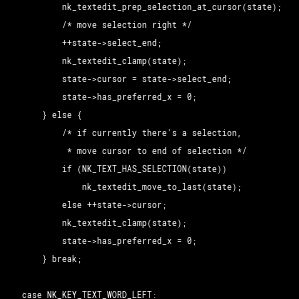 nk_textedit_prep_selection_at_cursor(state);
/* move selection right */
++state->select_end;
nk_textedit_clamp(state);
state->cursor = state->select_end;
state->has_preferred_x = 0;
} else {
/* if currently there's a selection,
* move cursor to end of selection */
if (NK_TEXT_HAS_SELECTION(state))
nk_textedit_move_to_last(state);
else ++state->cursor;
nk_textedit_clamp(state);
state->has_preferred_x = 0;
} break;
case NK_KEY_TEXT_WORD_LEFT: